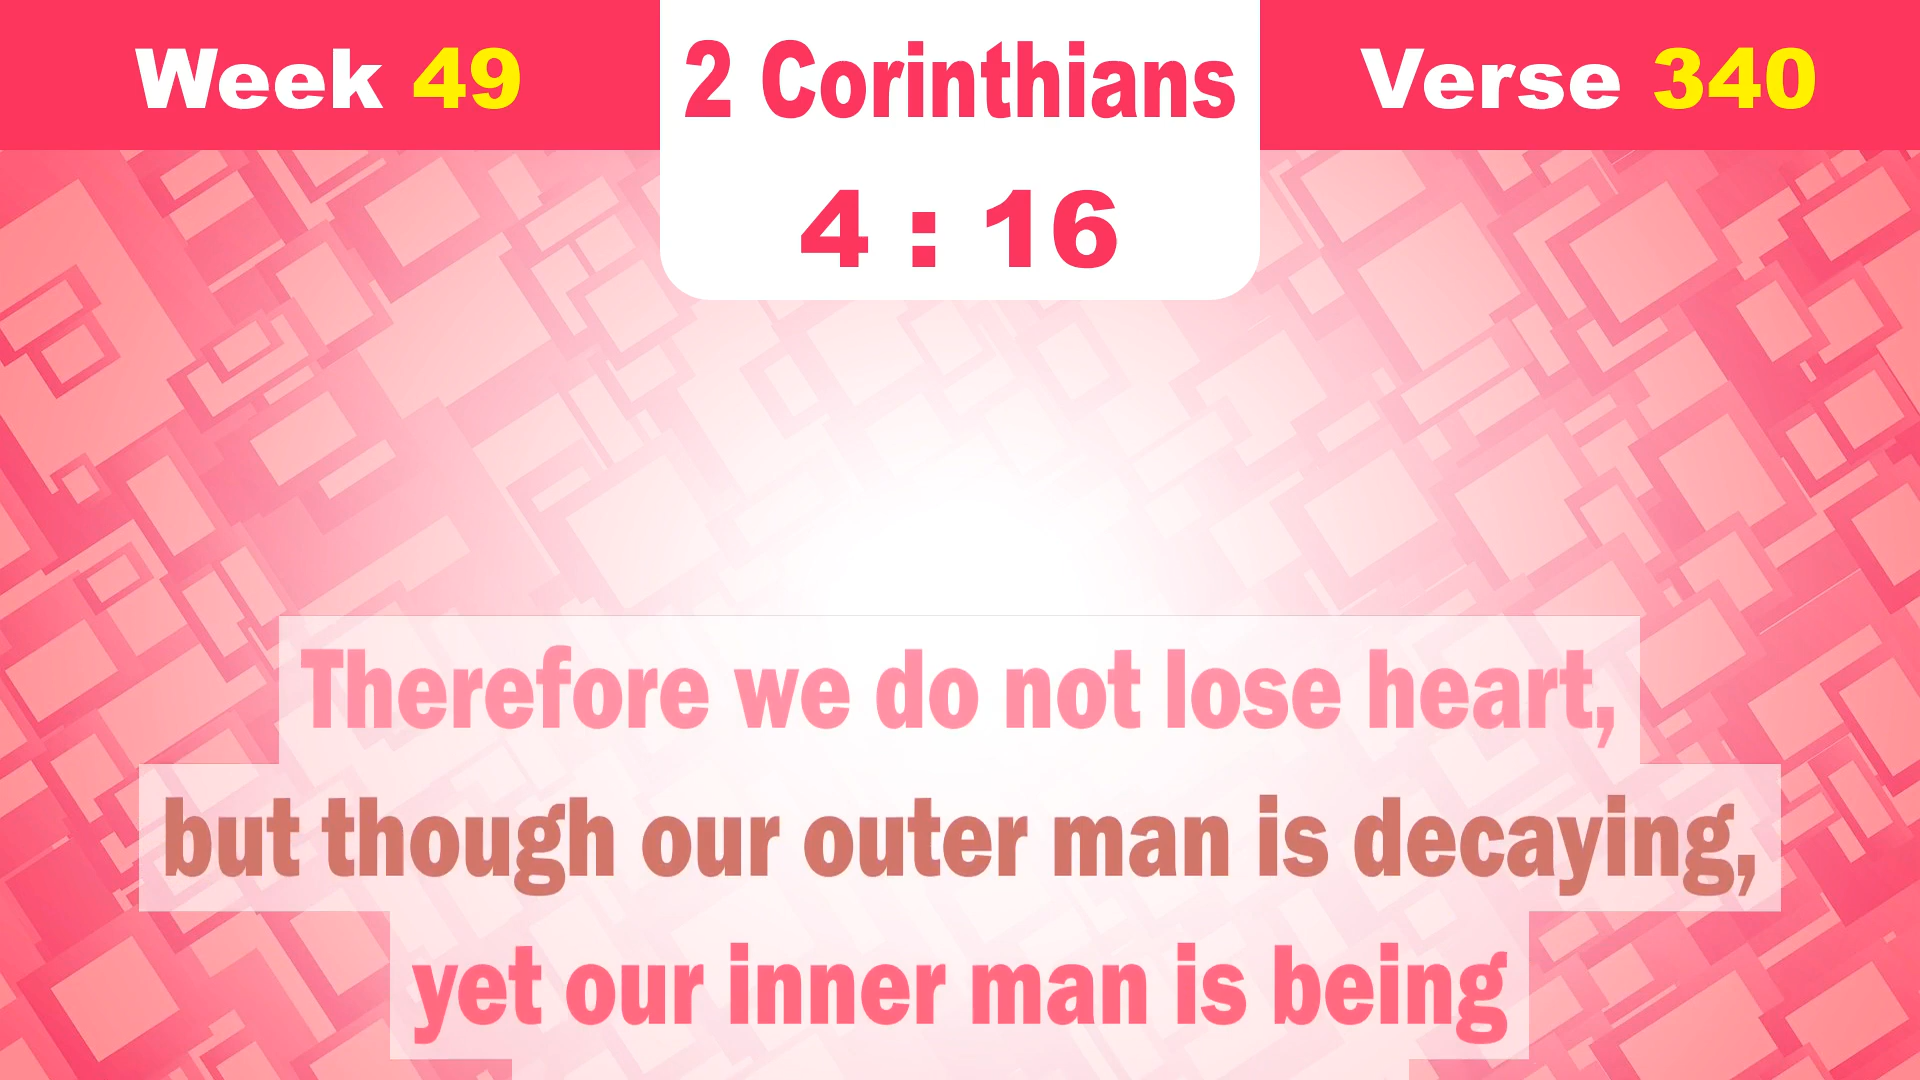 Week 49
2 Corinthians
4 : 16
Verse 340
Therefore we do not lose heart,
but though our outer man is decaying,
yet our inner man is being